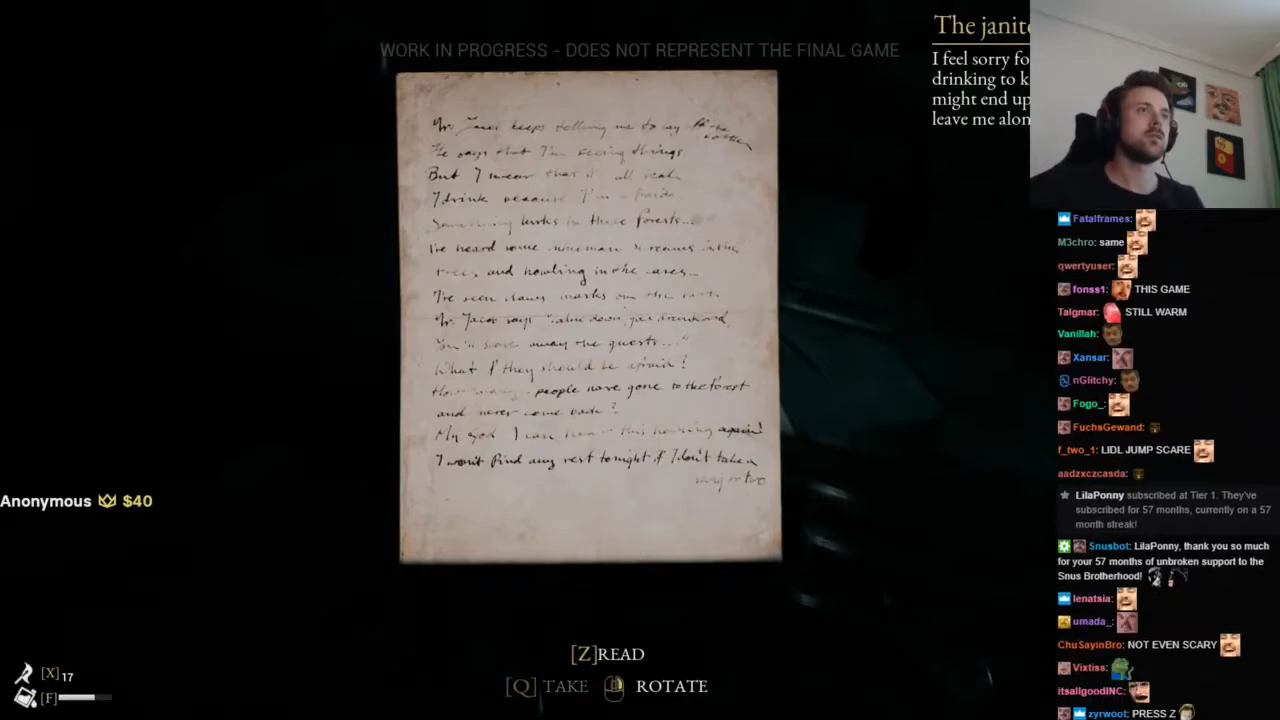 WORK IN PROGRESS - DOES NOT REPRESENT THE FINAL GAME
The janito
I feel sorry fo
drinking to k
might end up
leave me alon
Mr. keeps telling me to say
He says that I'm seeing things
But I swear that it all real
I drink because I'm afraid
Something lurks in these forests...
I've heard some screams in the
trees and howling in the
I've seen claws marks on the
Mr. says "calm down, you drunkard,
You'll scare away the guests..."
What if they should be afraid?
How many people have gone to the forest
and never come back?
My god I can hear this howling again!
I won't find any rest tonight if I don't take a
or two
Anonymous $40
[Z]READ
[Q] TAKE ROTATE
[X] 17
[F]
Fatalframes:
M3chro: same
qwertyuser:
fonss1: THIS GAME
Talgmar: STILL WARM
Vanillah:
Xansar:
nGlitchy:
Fogo_:
FuchsGewand:
f_two_1: LIDL JUMP SCARE
aadzxczcasda:
LilaPonny subscribed at Tier 1. They've
subscribed for 57 months, currently on a 57
month streak!
Snusbot: LilaPonny, thank you so much
for your 57 months of unbroken support to the
Snus Brotherhood!
lenatsia:
umada_:
ChuSayinBro: NOT EVEN SCARY
Vixtiss:
itsallgoodINC:
zyrwoot: PRESS Z